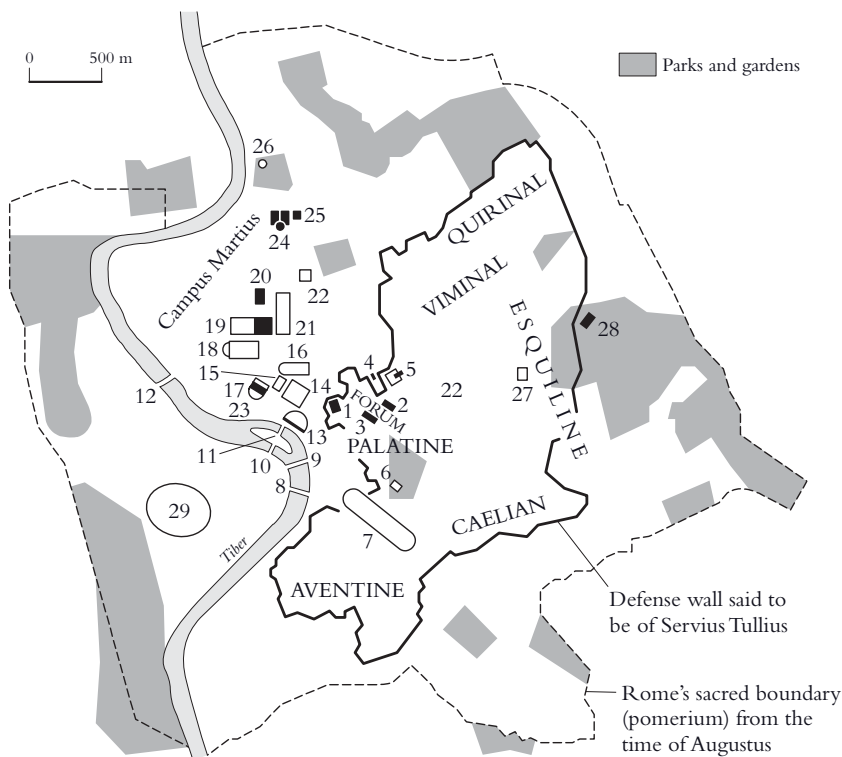 0 500 m
Parks and gardens
26
QUIRINAL
25
24
Campus Martius
20
22
VIMINAL
19
21
28
18
16
ESQUILINE
15
4
5
12
17
14
22
27
23
1
FORUM
2
3
13
PALATINE
11
10
9
6
8
29
7
CAELIAN
Tiber
AVENTINE
Defense wall said to
be of Servius Tullius
Rome's sacred boundary
(pomerium) from the
time of Augustus